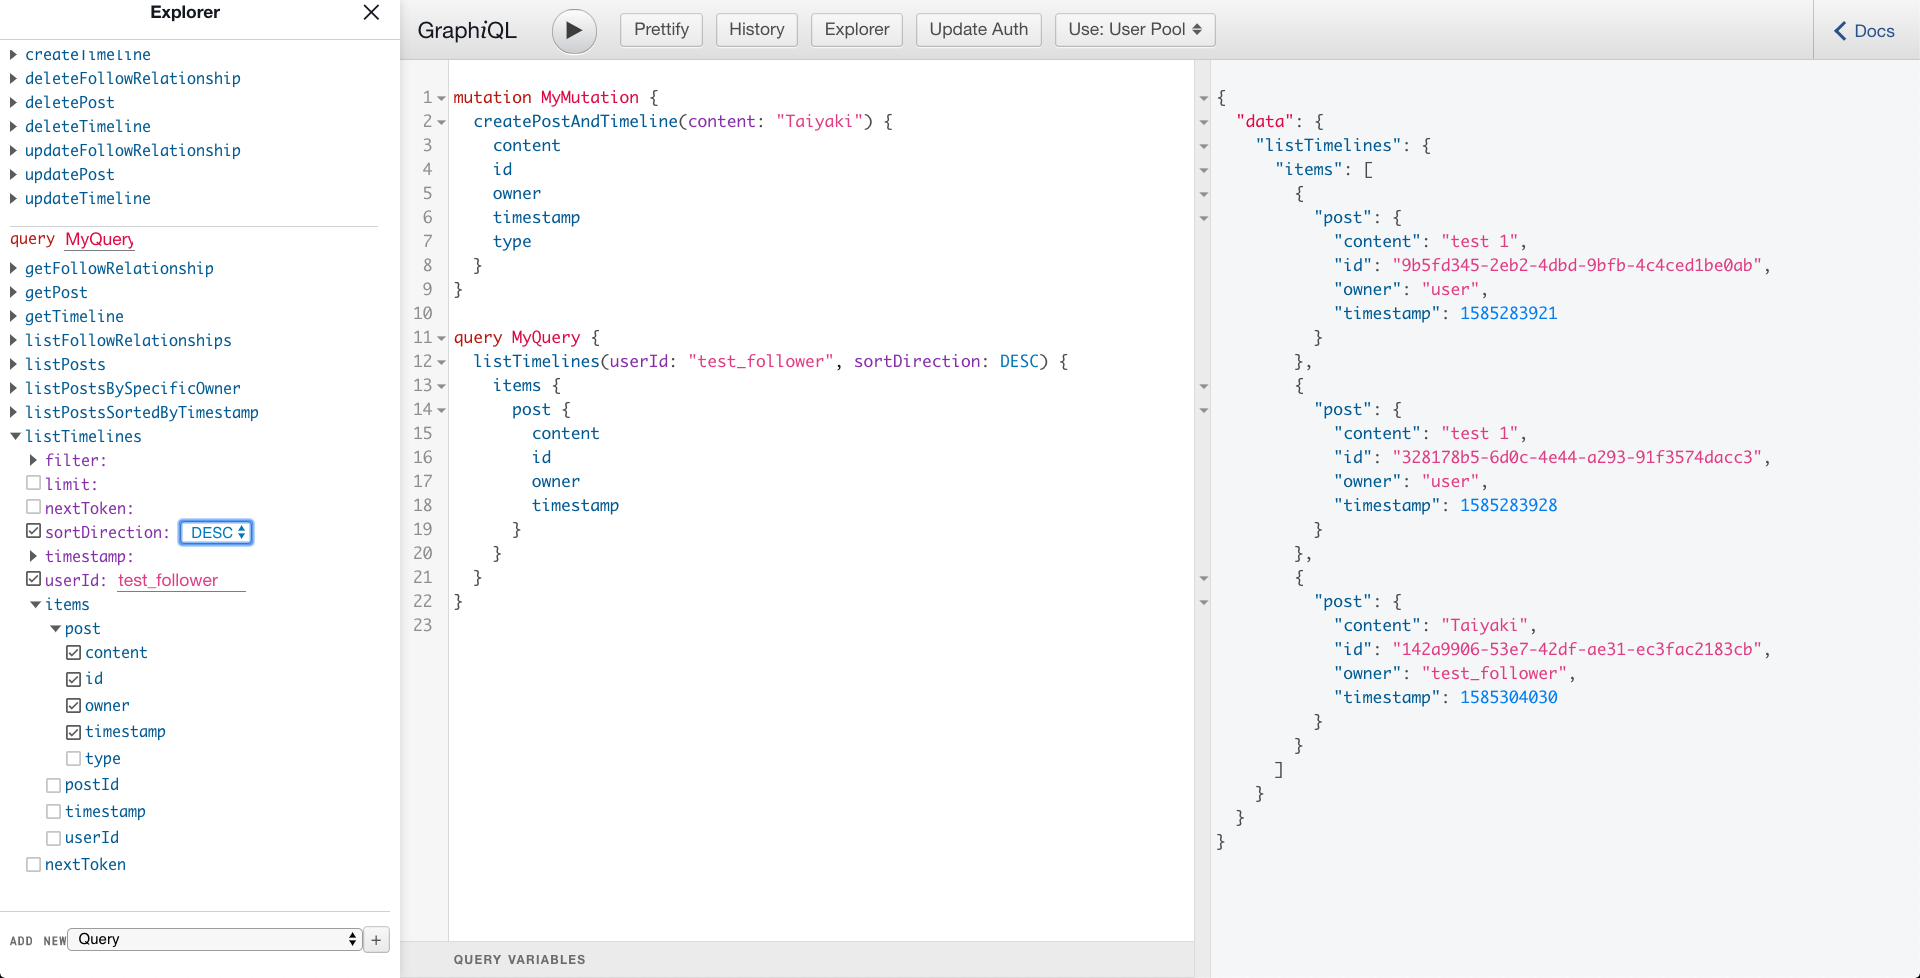 Explorer
createTimeline
deleteFollowRelationship
deletePost
deleteTimeline
updateFollowRelationship
updatePost
updateTimeline
query MyQuery
getFollowRelationship
getPost
getTimeline
listFollowRelationships
listPosts
listPostsBySpecificOwner
listPostsSortedByTimestamp
listTimelines
filter:
limit:
nextToken:
sortDirection: DESC
timestamp:
userId: test_follower
items
post
content
id
owner
timestamp
type
postId
timestamp
userId
nextToken
ADD NEW Query +
GraphiQL Prettify History Explorer Update Auth Use: User Pool Docs
1 mutation MyMutation {
2 createPostAndTimeline(content: "Taiyaki") {
3 content
4 id
5 owner
6 timestamp
7 type
8 }
9 }
10
11 query MyQuery {
12 listTimelines(userId: "test_follower", sortDirection: DESC) {
13 items {
14 post {
15 content
16 id
17 owner
18 timestamp
19 }
20 }
21 }
22 }
23
QUERY VARIABLES
{
"data": {
"listTimelines": {
"items": [
{
"post": {
"content": "test 1",
"id": "9b5fd345-2eb2-4dbd-9bfb-4c4ced1be0ab",
"owner": "user",
"timestamp": 1585283921
}
},
{
"post": {
"content": "test 1",
"id": "328178b5-6d0c-4e44-a293-91f3574dacc3",
"owner": "user",
"timestamp": 1585283928
}
},
{
"post": {
"content": "Taiyaki",
"id": "142a9906-53e7-42df-ae31-ec3fac2183cb",
"owner": "test_follower",
"timestamp": 1585304030
}
}
]
}
}
}